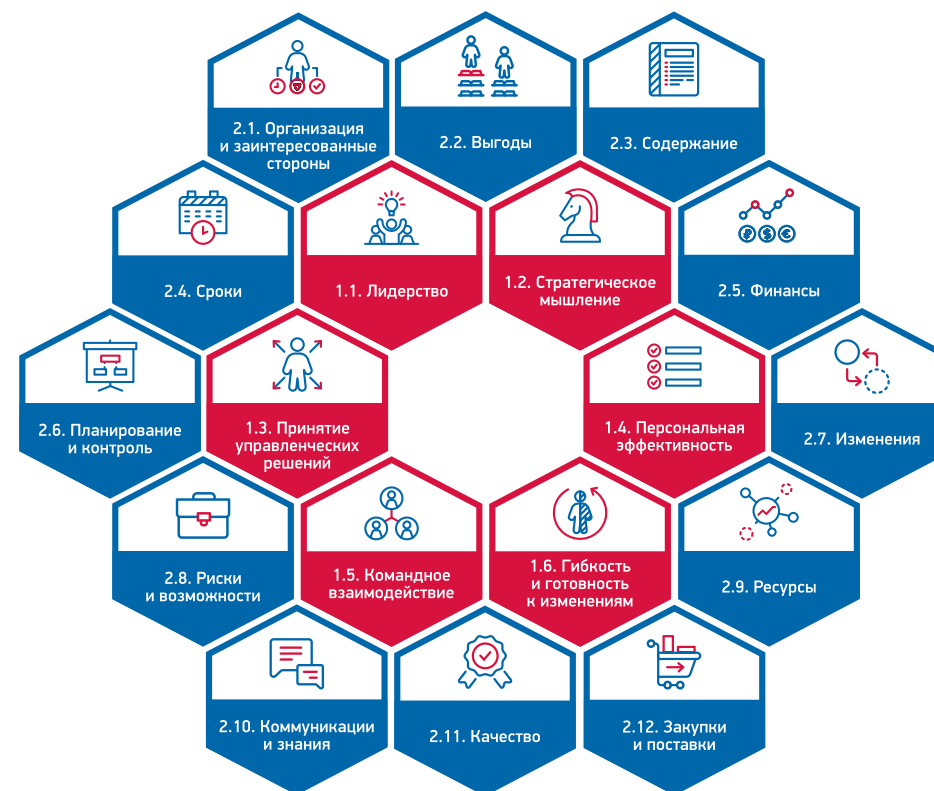 2.1. Организация
и заинтересованные
стороны
2.2. Выгоды
2.3. Содержание
2.4. Сроки
1.1. Лидерство
1.2. Стратегическое
мышление
2.5. Финансы
2.6. Планирование
и контроль
1.3. Принятие
управленческих
решений
1.4. Персональная
эффективность
2.7. Изменения
2.8. Риски
и возможности
1.5. Командное
взаимодействие
1.6. Гибкость
и готовность
к изменениям
2.9. Ресурсы
2.10. Коммуникации
и знания
2.11. Качество
2.12. Закупки
и поставки